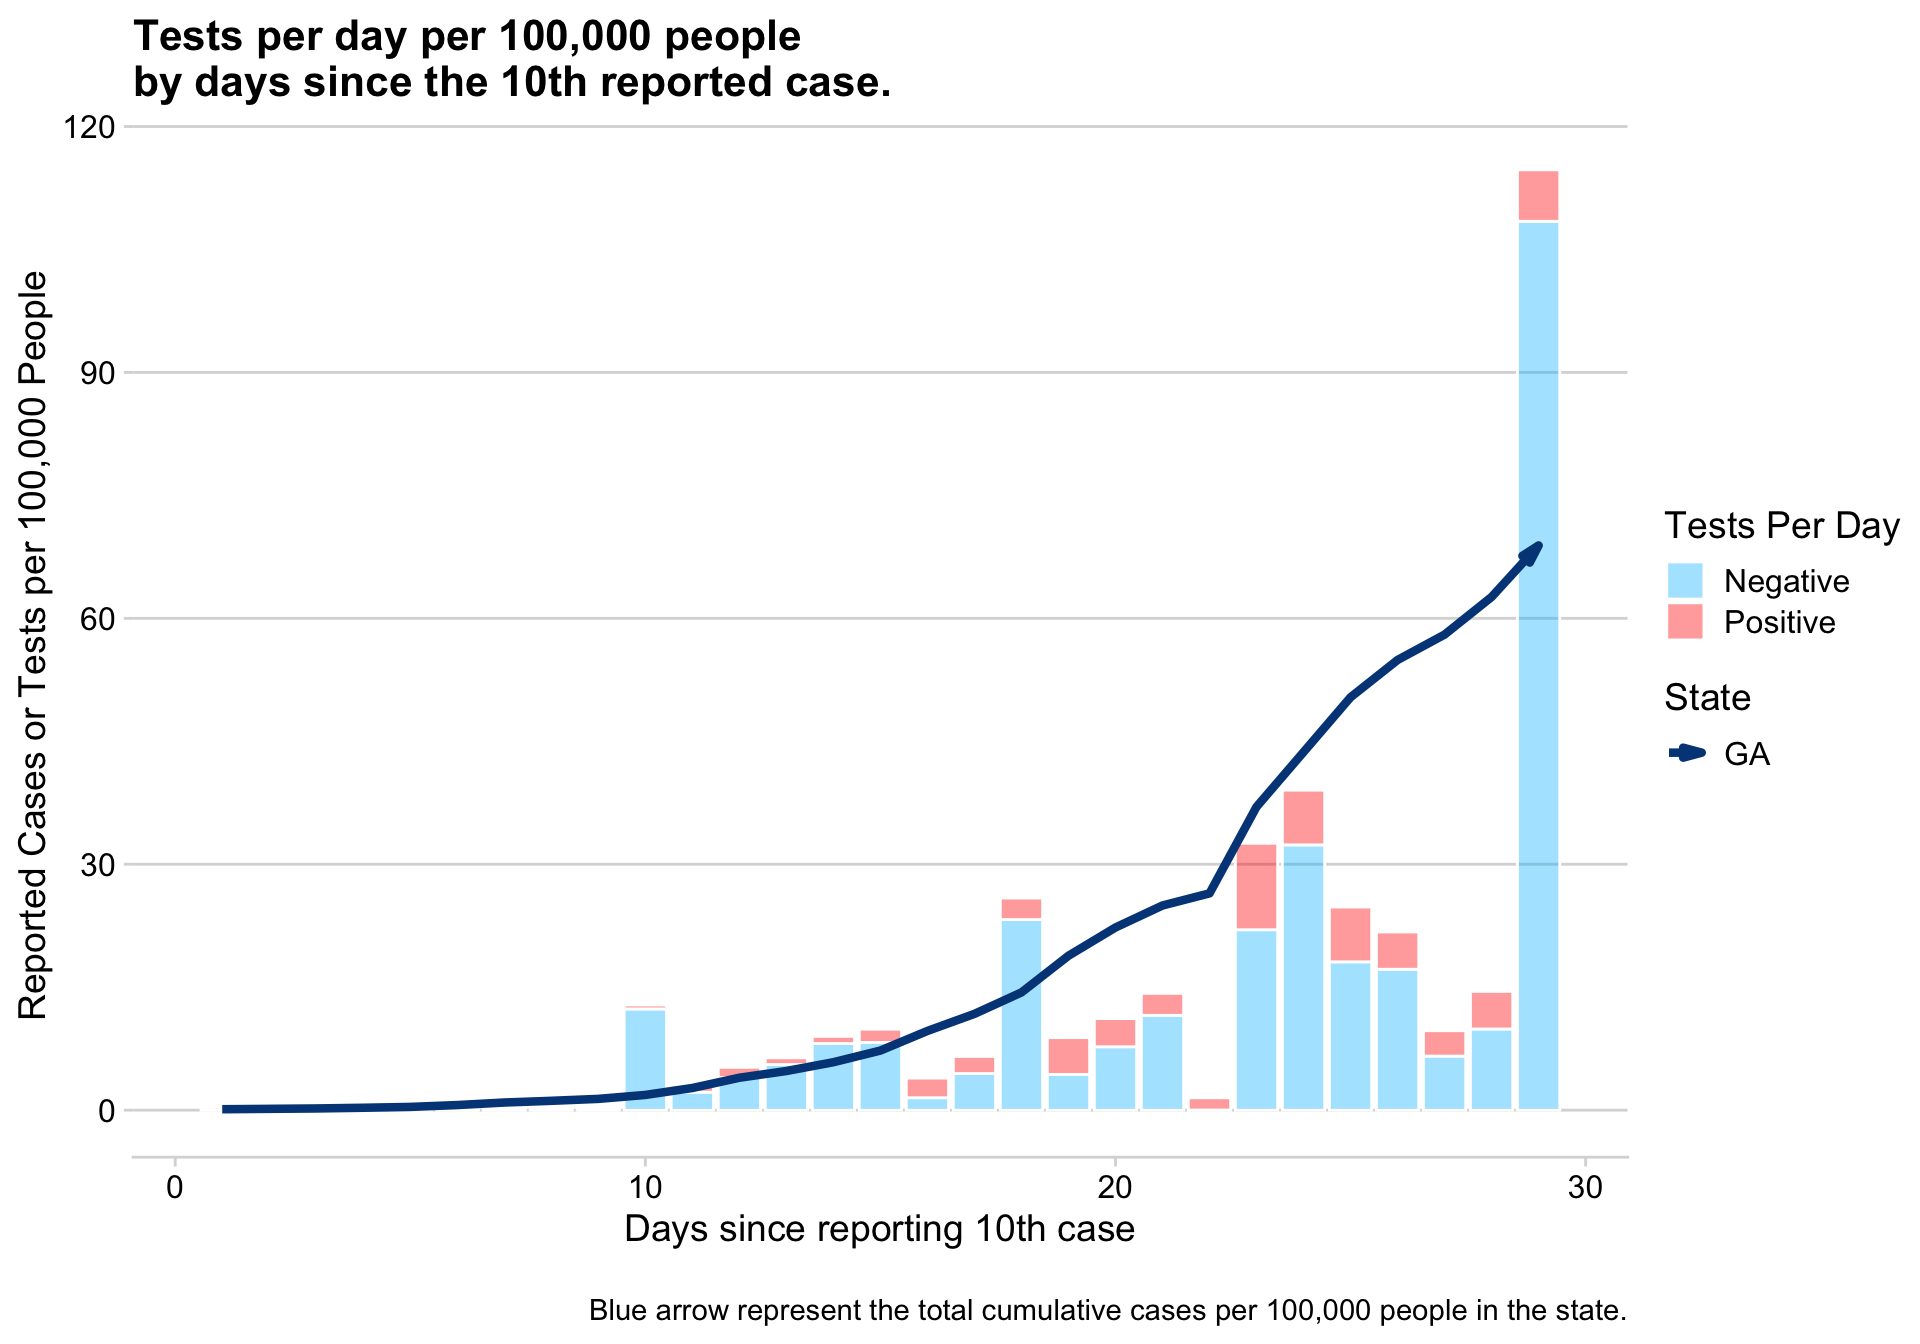 Tests per day per 100,000 people
by days since the 10th reported case.
Reported Cases or Tests per 100,000 People
120
90
60
30
0
0 10 20 30
Days since reporting 10th case
Tests Per Day
Negative
Positive
State
GA
Blue arrow represent the total cumulative cases per 100,000 people in the state.